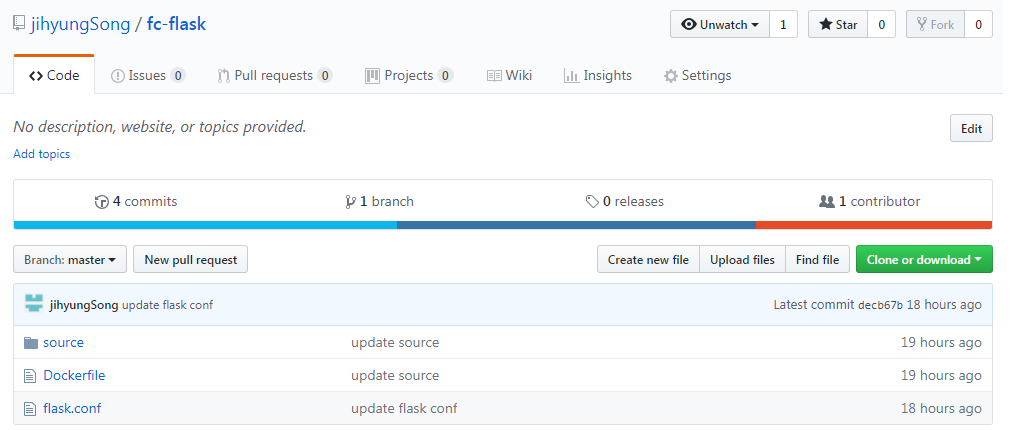 jihyungSong / fc-flask Unwatch 1 Star 0 Fork 0
Code Issues 0 Pull requests 0 Projects 0 Wiki Insights Settings
No description, website, or topics provided. Edit
Add topics
4 commits 1 branch 0 releases 1 contributor
Branch: master New pull request Create new file Upload files Find file Clone or download
jihyungSong update flask conf Latest commit decb67b 18 hours ago
source update source 19 hours ago
Dockerfile update source 19 hours ago
flask.conf update flask conf 18 hours ago